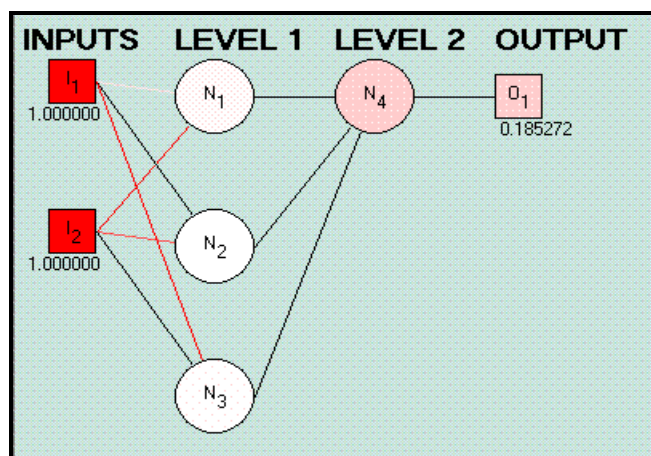 INPUTS LEVEL 1 LEVEL 2 OUTPUT
I1 N1 N4 O1
1.000000 0.185272
I2 N2
1.000000
N3